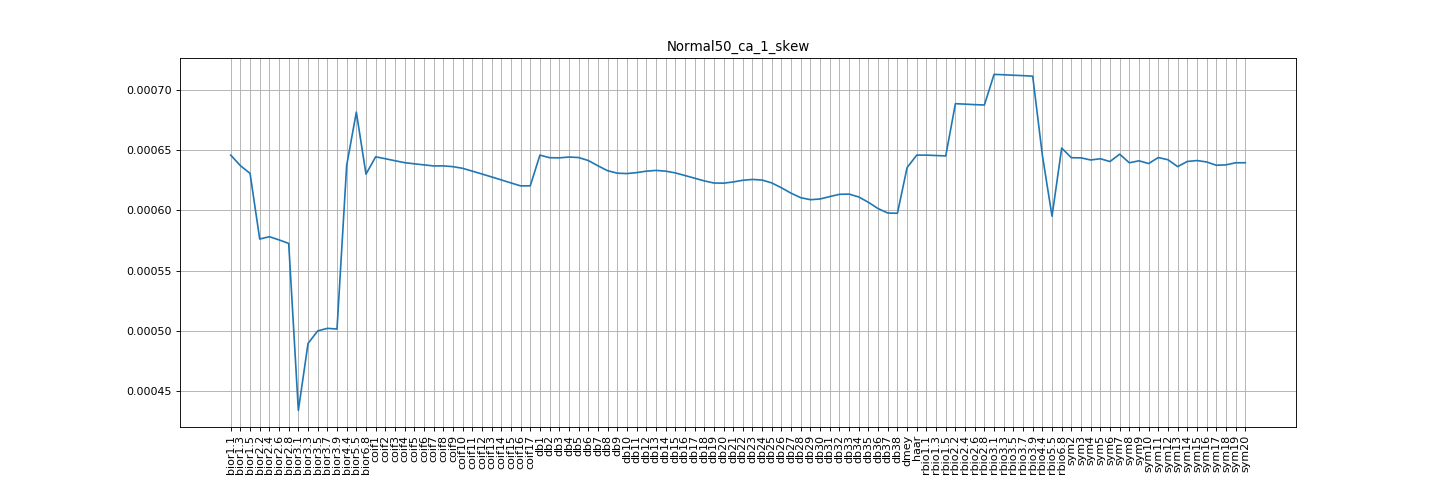 Normal50_ca_1_skew
0.00070
0.00065
0.00060
0.00055
0.00050
0.00045
bior1.1
bior1.3
bior1.5
bior2.2
bior2.4
bior2.6
bior2.8
bior3.1
bior3.3
bior3.5
bior3.7
bior3.9
bior4.4
bior5.5
bior6.8
coif1
coif2
coif3
coif4
coif5
coif6
coif7
coif8
coif9
coif10
coif11
coif12
coif13
coif14
coif15
coif16
coif17
db1
db2
db3
db4
db5
db6
db7
db8
db9
db10
db11
db12
db13
db14
db15
db16
db17
db18
db19
db20
db21
db22
db23
db24
db25
db26
db27
db28
db29
db30
db31
db32
db33
db34
db35
db36
db37
db38
dmey
haar
rbio1.1
rbio1.3
rbio1.5
rbio2.2
rbio2.4
rbio2.6
rbio2.8
rbio3.1
rbio3.3
rbio3.5
rbio3.7
rbio3.9
rbio4.4
rbio5.5
rbio6.8
sym2
sym3
sym4
sym5
sym6
sym7
sym8
sym9
sym10
sym11
sym12
sym13
sym14
sym15
sym16
sym17
sym18
sym19
sym20